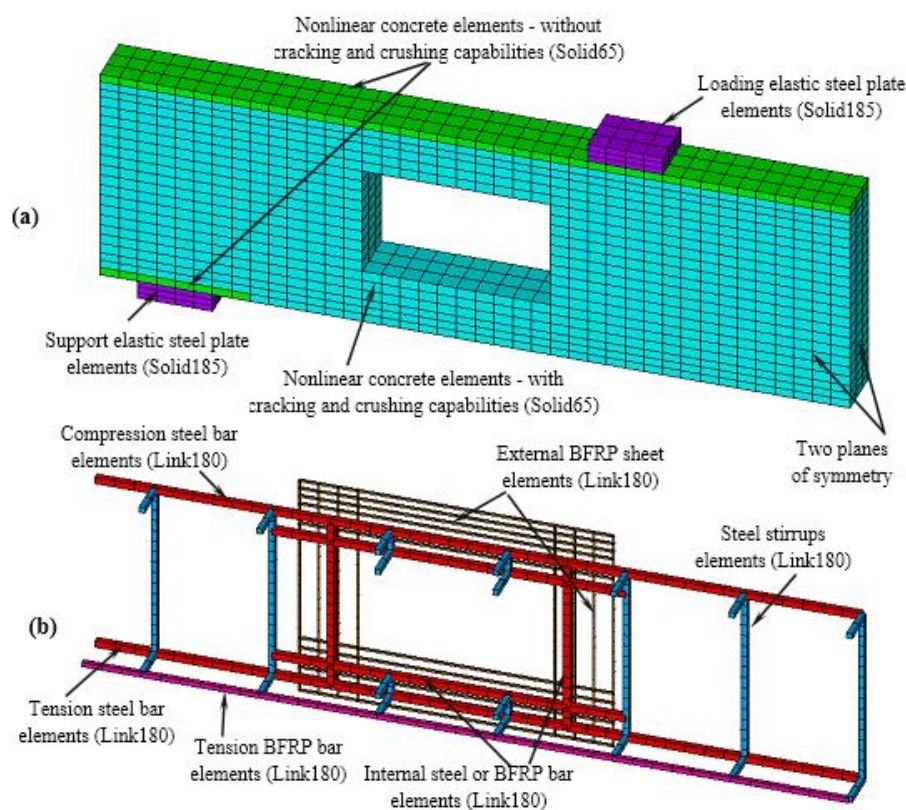 Nonlinear concrete elements - without
cracking and crushing capabilities (Solid65)
Loading elastic steel plate
elements (Solid185)
(a)
Support elastic steel plate
elements (Solid185)
Nonlinear concrete elements - with
cracking and crushing capabilities (Solid65)
Two planes
of symmetry
Compression steel bar
elements (Link180)
External BFRP sheet
elements (Link180)
Steel stirrups
elements (Link180)
(b)
Tension steel bar
elements (Link180)
Tension BFRP bar
elements (Link180)
Internal steel or BFRP bar
elements (Link180)